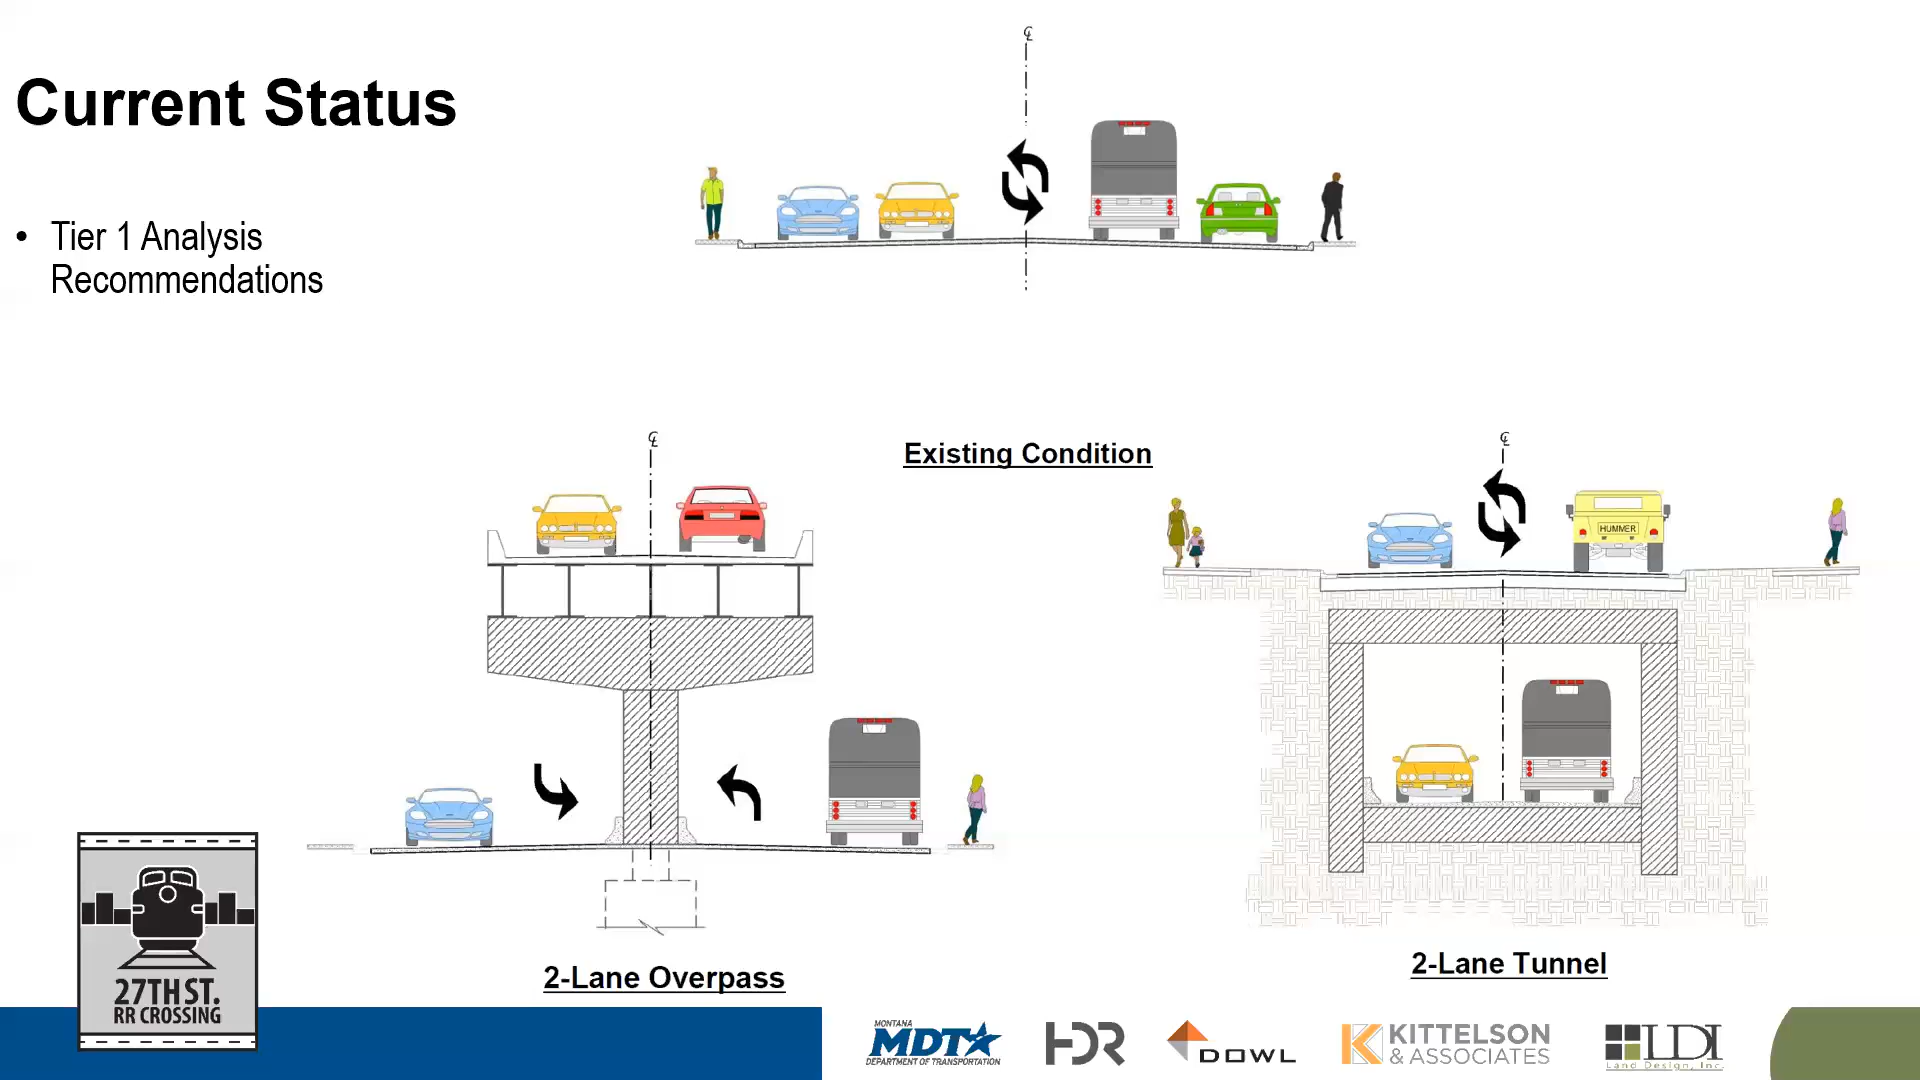 Current Status
• Tier 1 Analysis
Recommendations
℄
Existing Condition
℄
℄
HUMMER
2-Lane Overpass
2-Lane Tunnel
27TH ST.
RR CROSSING
MONTANA
MDT
DEPARTMENT OF TRANSPORTATION
HDR
DOWL
KITTELSON
& ASSOCIATES
LDI
Land Design, Inc.